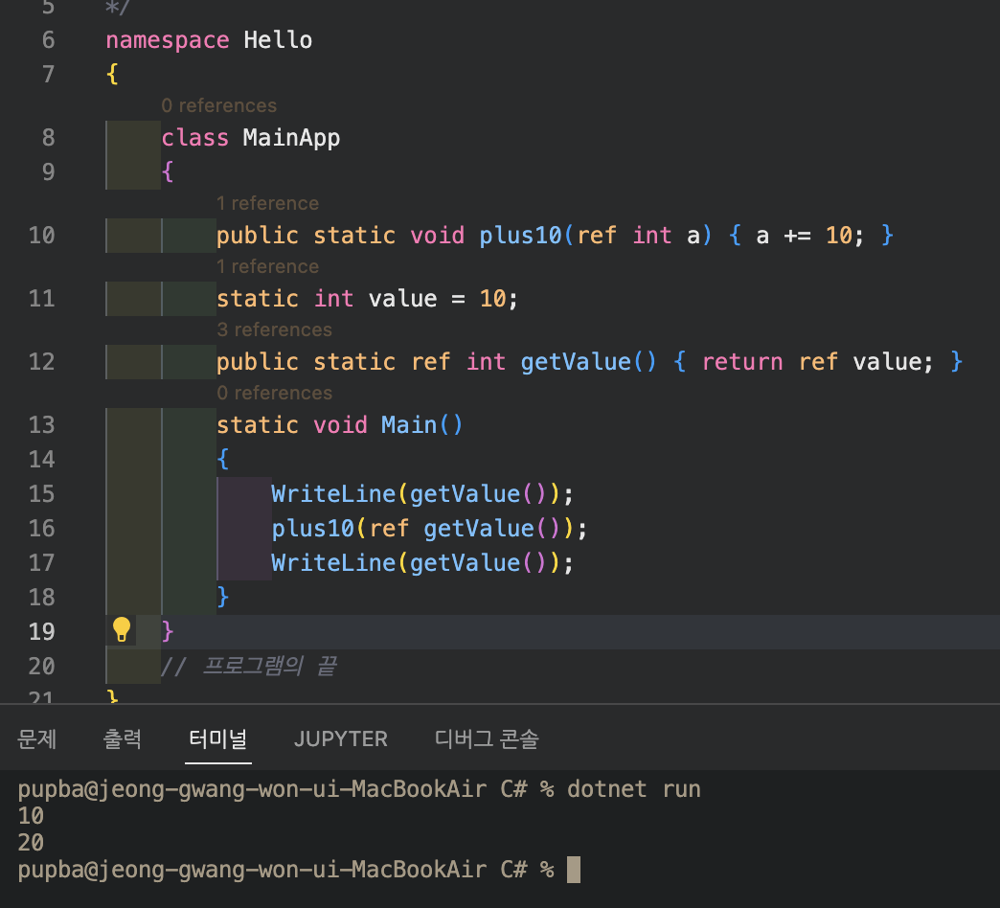 5 */
6 namespace Hello
7 {
0 references
8 class MainApp
9 {
1 reference
10 public static void plus10(ref int a) { a += 10; }
1 reference
11 static int value = 10;
3 references
12 public static ref int getValue() { return ref value; }
0 references
13 static void Main()
14 {
15 WriteLine(getValue());
16 plus10(ref getValue());
17 WriteLine(getValue());
18 }
19 }
20 // 프로그램의 끝
21 }
문제 출력 터미널 JUPYTER 디버그 콘솔
pupba@jeong-gwang-won-ui-MacBookAir C# % dotnet run
10
20
pupba@jeong-gwang-won-ui-MacBookAir C# %